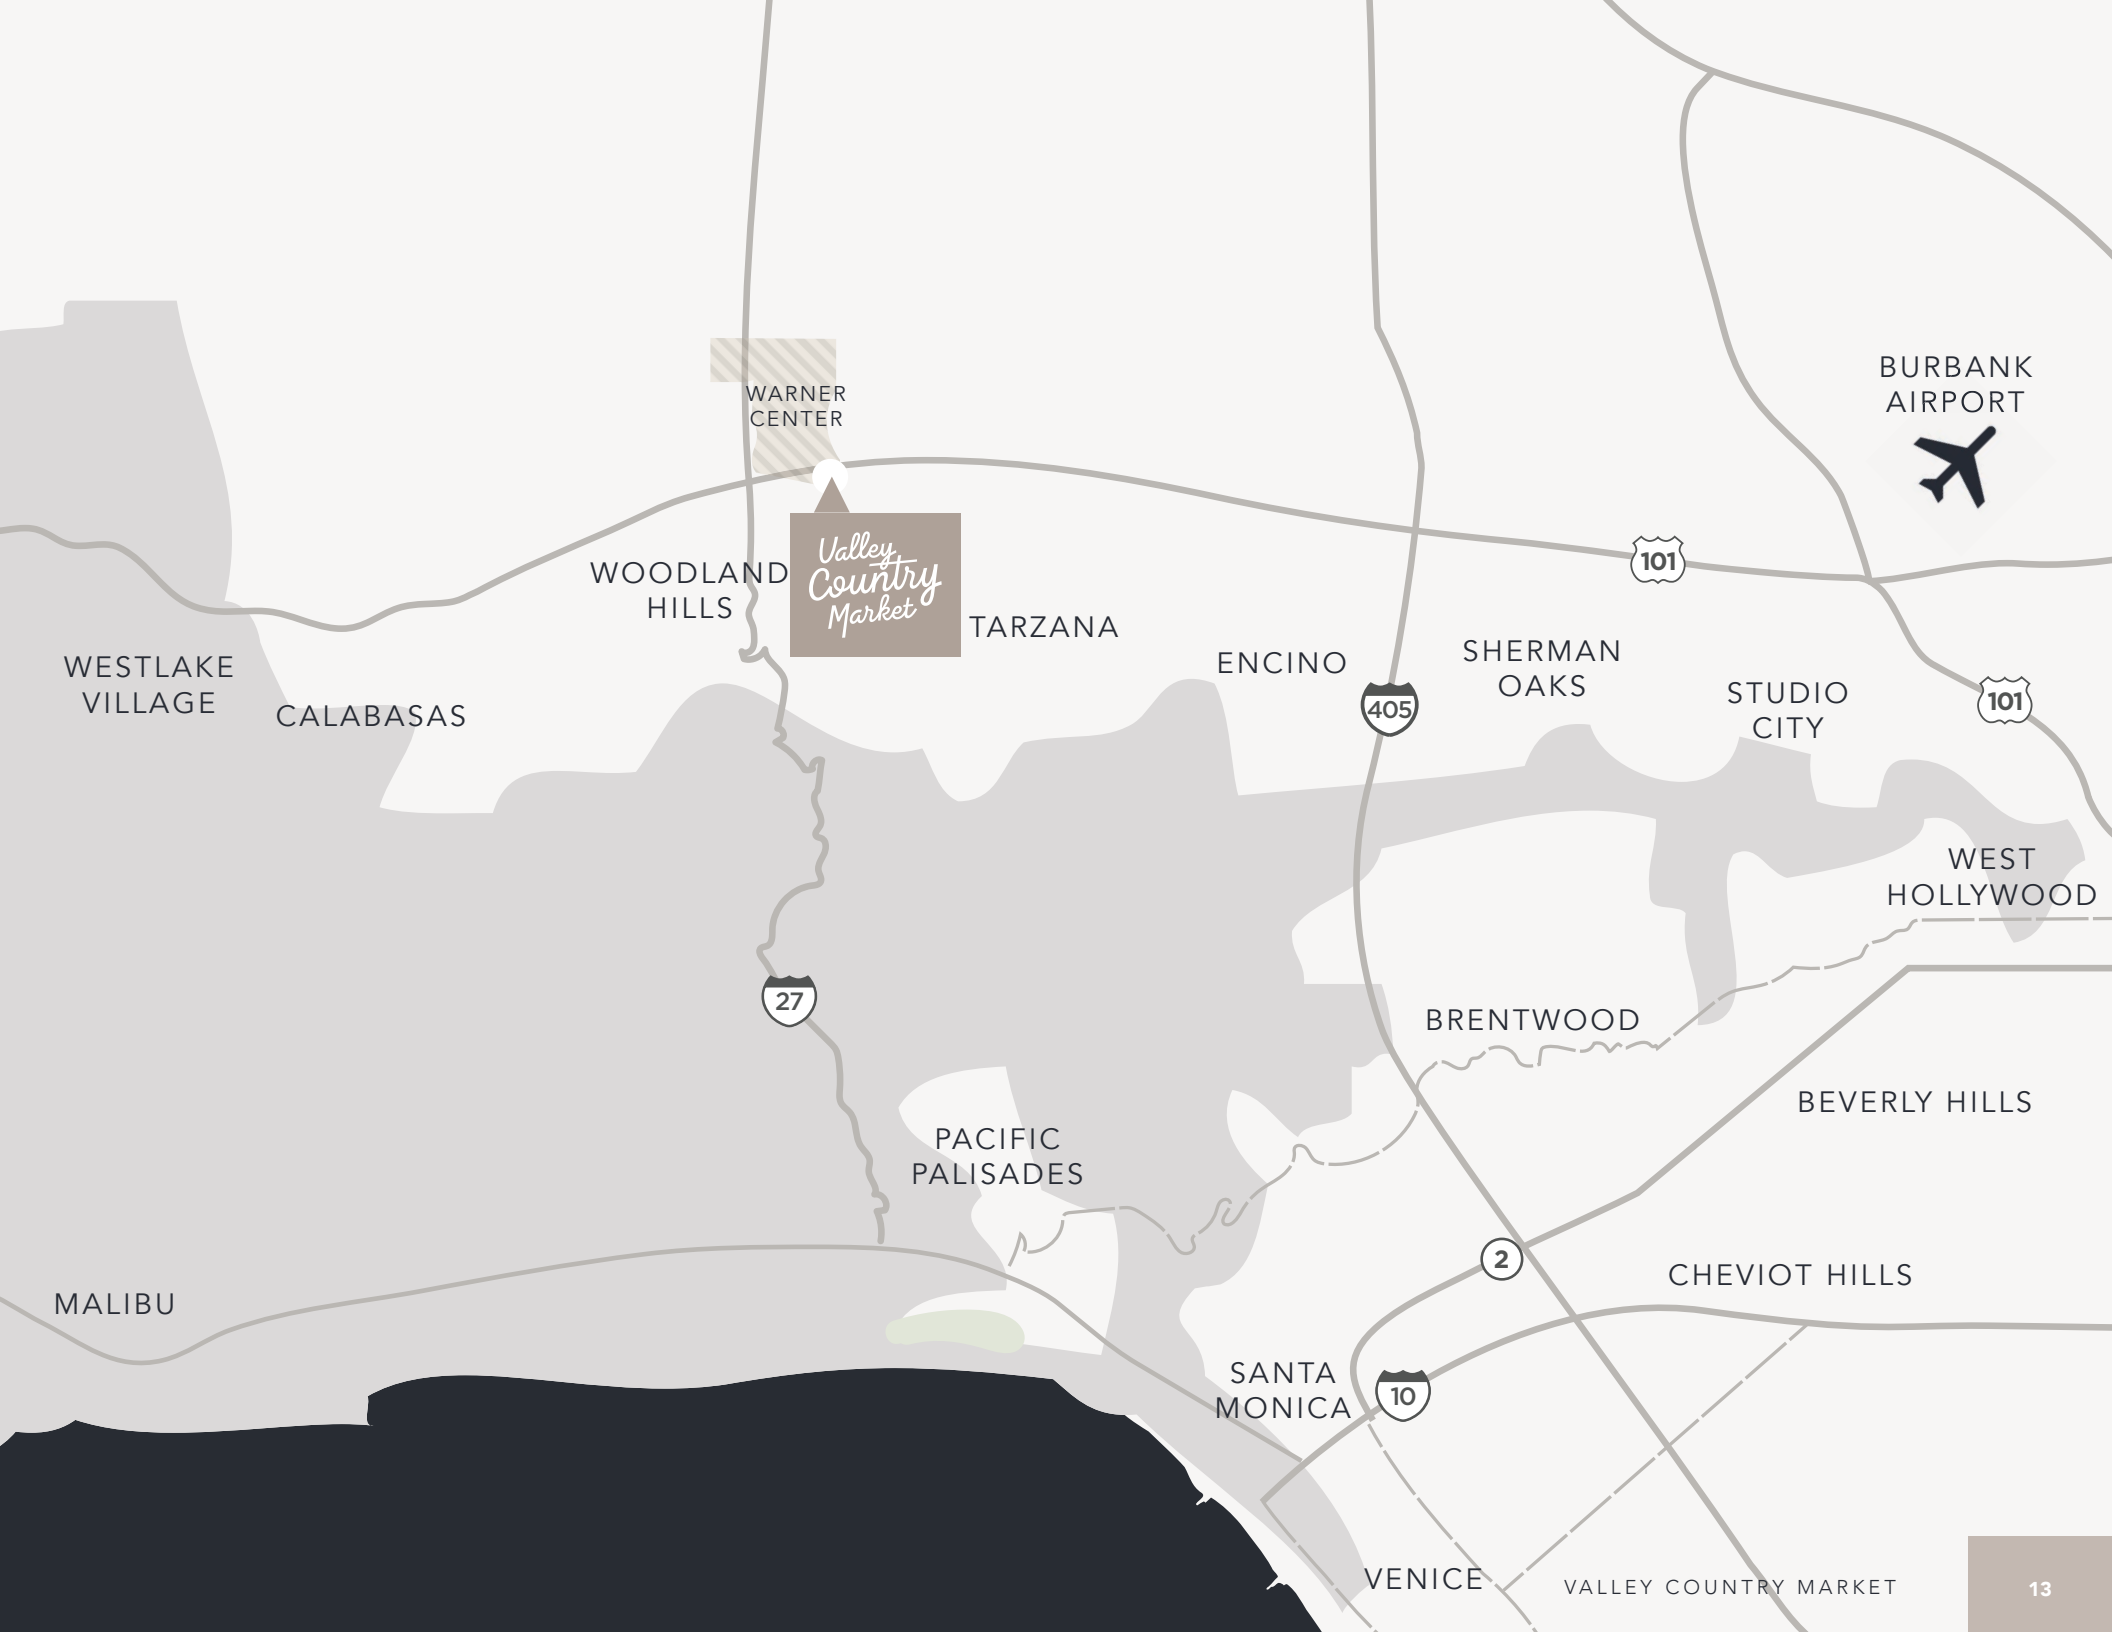 BURBANK
AIRPORT
WARNER
CENTER
101
Valley
Country
Market
WOODLAND
HILLS
TARZANA
ENCINO
SHERMAN
OAKS
WESTLAKE
VILLAGE
CALABASAS
405
STUDIO
CITY
101
WEST
HOLLYWOOD
27
BRENTWOOD
BEVERLY HILLS
PACIFIC
PALISADES
2
CHEVIOT HILLS
MALIBU
SANTA
MONICA
10
VENICE
VALLEY COUNTRY MARKET
13